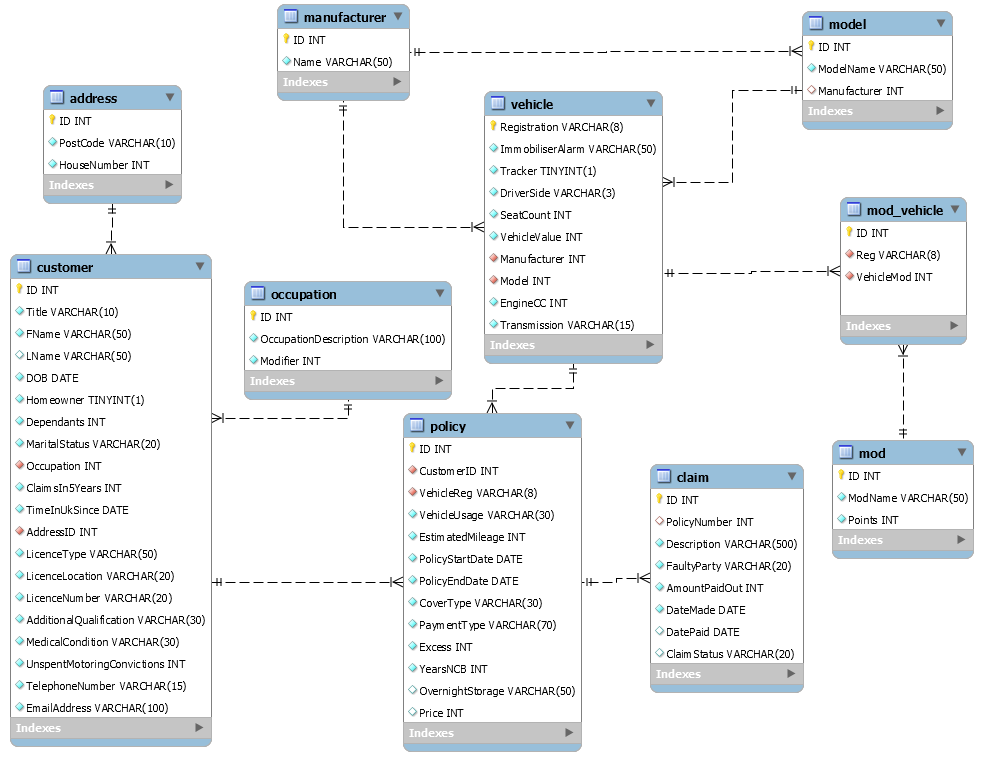 manufacturer
ID INT
Name VARCHAR(50)
Indexes
model
ID INT
ModelName VARCHAR(50)
Manufacturer INT
Indexes
address
ID INT
PostCode VARCHAR(10)
HouseNumber INT
Indexes
vehicle
Registration VARCHAR(8)
ImmobiliserAlarm VARCHAR(50)
Tracker TINYINT(1)
DriverSide VARCHAR(3)
SeatCount INT
VehicleValue INT
Manufacturer INT
Model INT
EngineCC INT
Transmission VARCHAR(15)
Indexes
mod_vehicle
ID INT
Reg VARCHAR(8)
VehicleMod INT
Indexes
customer
ID INT
Title VARCHAR(10)
FName VARCHAR(50)
LName VARCHAR(50)
DOB DATE
Homeowner TINYINT(1)
Dependants INT
MaritalStatus VARCHAR(20)
Occupation INT
ClaimsIn5Years INT
TimeInUkSince DATE
AddressID INT
LicenceType VARCHAR(50)
LicenceLocation VARCHAR(20)
LicenceNumber VARCHAR(20)
AdditionalQualification VARCHAR(30)
MedicalCondition VARCHAR(30)
UnspentMotoringConvictions INT
TelephoneNumber VARCHAR(15)
EmailAddress VARCHAR(100)
Indexes
occupation
ID INT
OccupationDescription VARCHAR(100)
Modifier INT
Indexes
policy
ID INT
CustomerID INT
VehicleReg VARCHAR(8)
VehicleUsage VARCHAR(30)
EstimatedMileage INT
PolicyStartDate DATE
PolicyEndDate DATE
CoverType VARCHAR(30)
PaymentType VARCHAR(70)
Excess INT
YearsNCB INT
OvernightStorage VARCHAR(50)
Price INT
Indexes
claim
ID INT
PolicyNumber INT
Description VARCHAR(500)
FaultyParty VARCHAR(20)
AmountPaidOut INT
DateMade DATE
DatePaid DATE
ClaimStatus VARCHAR(20)
Indexes
mod
ID INT
ModName VARCHAR(50)
Points INT
Indexes